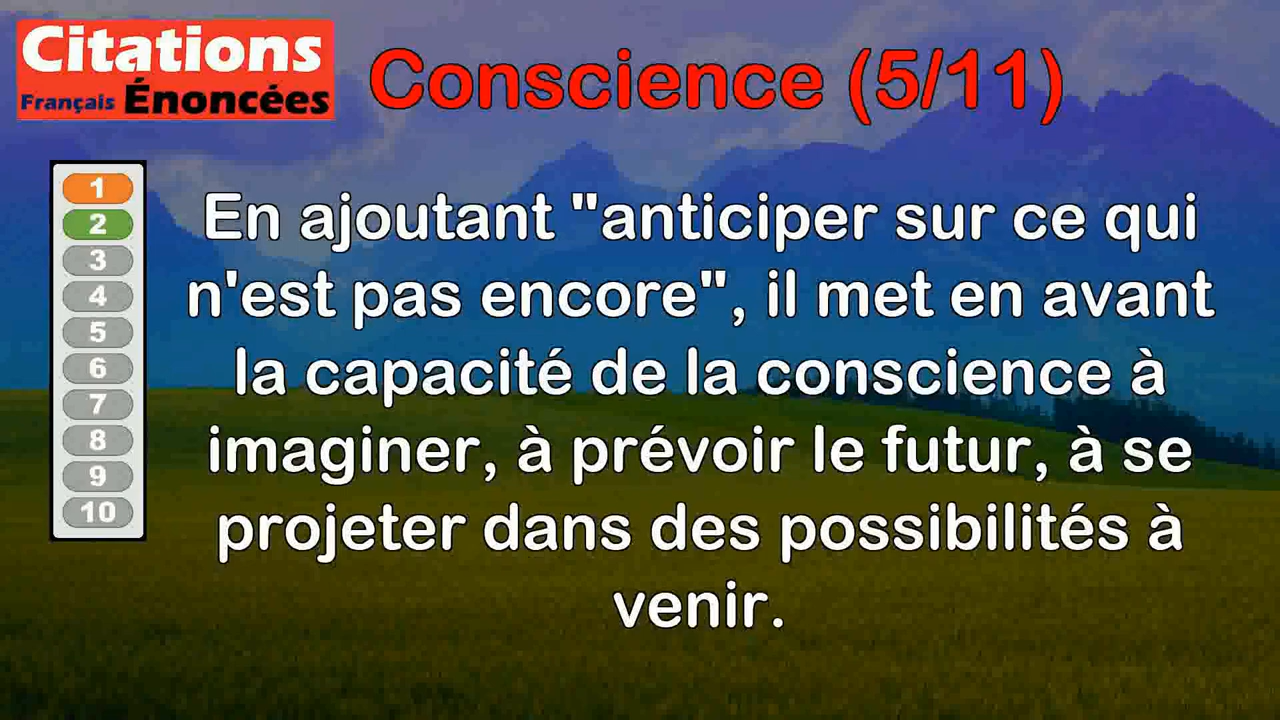 Citations
Français Énoncées
Conscience (5/11)
1
2
3
4
5
6
7
8
9
10
En ajoutant "anticiper sur ce qui
n'est pas encore", il met en avant
la capacité de la conscience à
imaginer, à prévoir le futur, à se
projeter dans des possibilités à
venir.